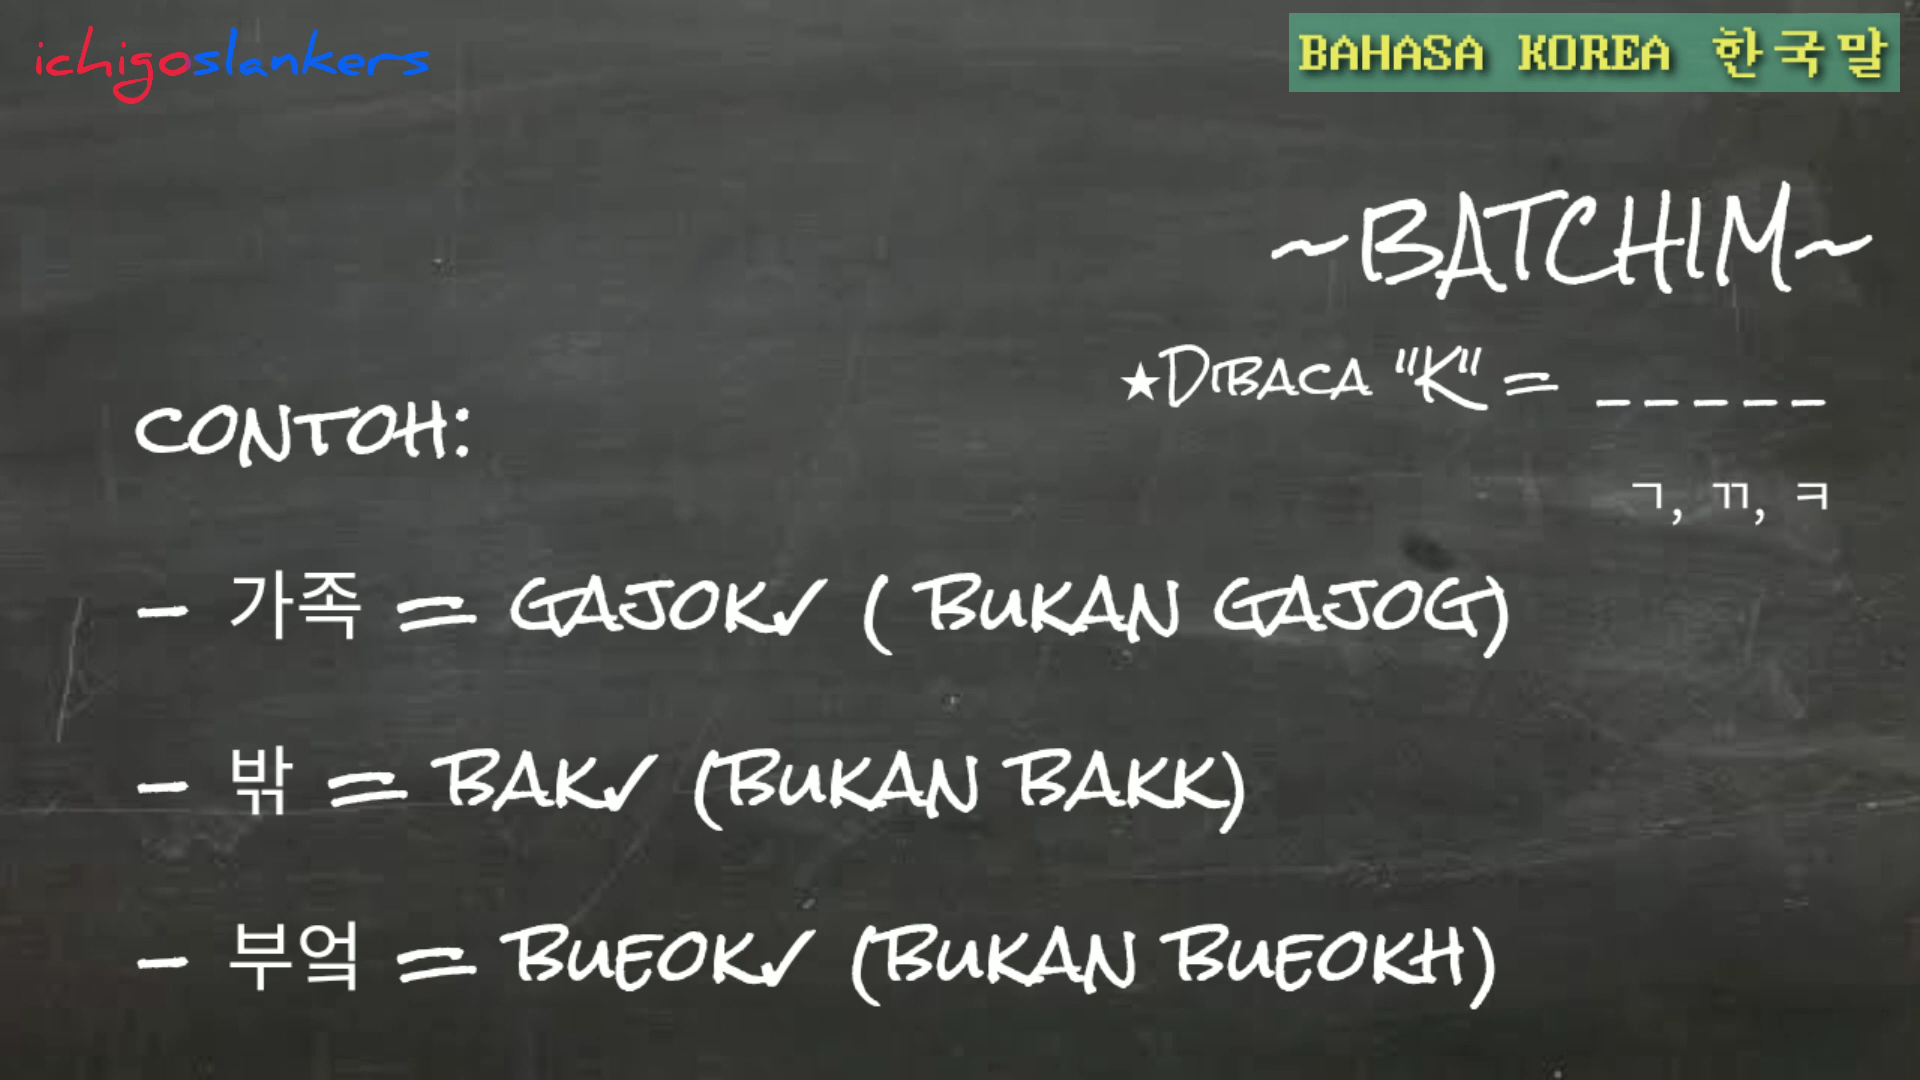 ichigoslankers
BAHASA KOREA 한국말
~BATCHIM~
★DIBACA "K" = _ _ _ _ _
ㄱ, ㄲ, ㅋ
CONTOH:
- 가족 = GAJOK✓ ( BUKAN GAJOG)
- 밖 = BAK✓ (BUKAN BAKK)
- 부엌 = BUEOK✓ (BUKAN BUEOKH)